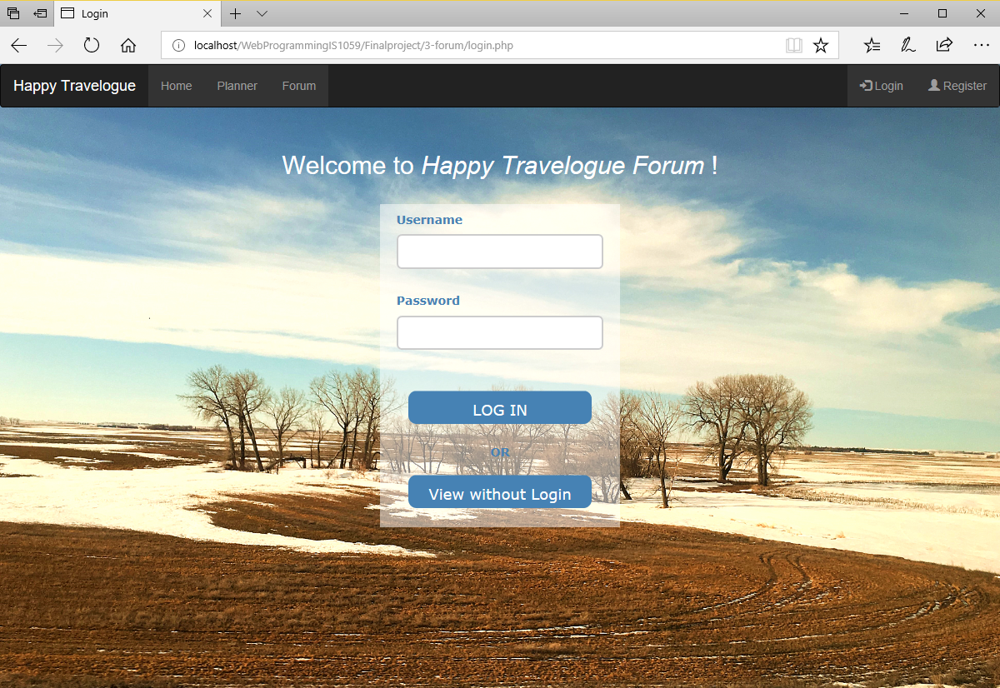 Login
localhost/WebProgrammingIS1059/Finalproject/3-forum/login.php
Happy Travelogue Home Planner Forum Login Register
Welcome to Happy Travelogue Forum !
Username
Password
LOG IN
OR
View without Login